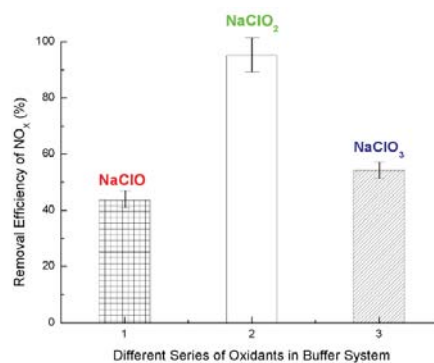 NaClO₂
100
80
60
40
20
0
Removal Efficiency of NOₓ (%)
NaClO
NaClO₃
1
2
3
Different Series of Oxidants in Buffer System